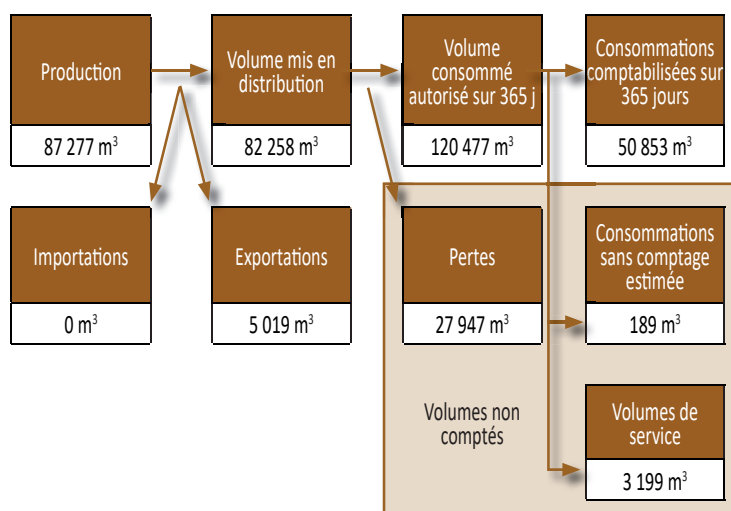 Production
87 277 m³
Volume mis en
distribution
82 258 m³
Volume
consommé
autorisé sur 365 j
120 477 m³
Consommations
comptabilisées sur
365 jours
50 853 m³
Importations
0 m³
Exportations
5 019 m³
Pertes
27 947 m³
Consommations
sans comptage
estimée
189 m³
Volumes non
comptés
Volumes de
service
3 199 m³